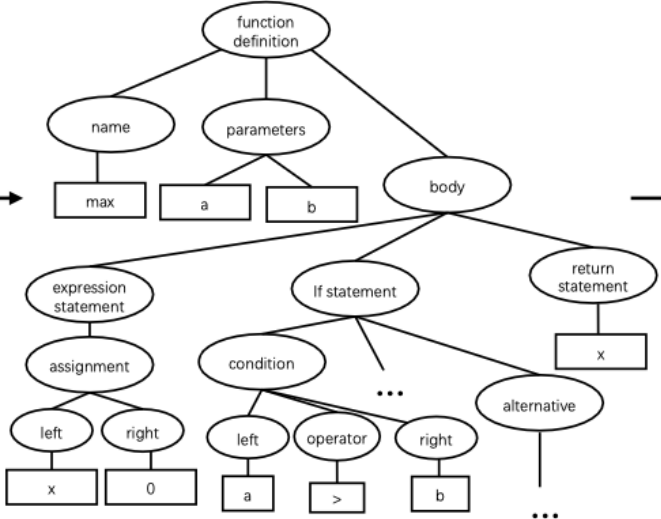 function
definition
name
parameters
max
a
b
body
expression
statement
If statement
return
statement
assignment
condition
x
...
alternative
left
right
left
operator
right
x
0
a
>
b
...